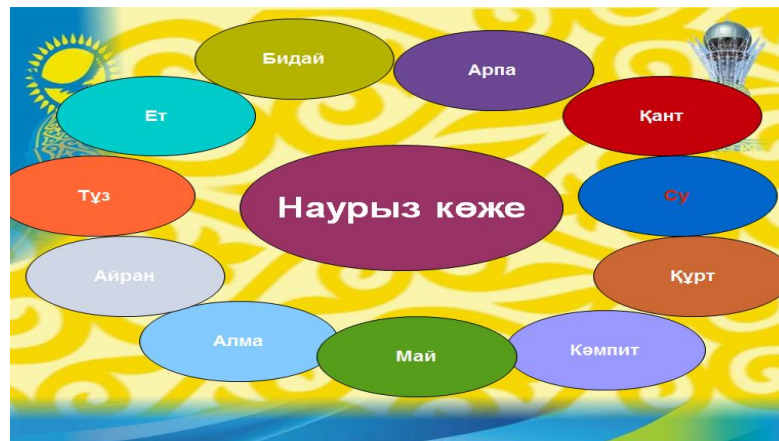 Бидай
Арпа
Ет
Қант
Тұз
Наурыз көже
Су
Айран
Құрт
Алма
Май
Кәмпит